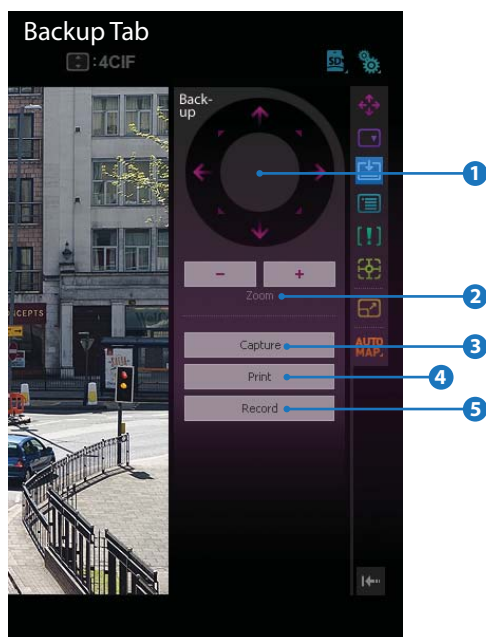 Backup Tab
:4CIF
SD
Back-
up
1
- +
Zoom
2
CEPTS
Capture
3
AUTO
MAP
Print
4
Record
5